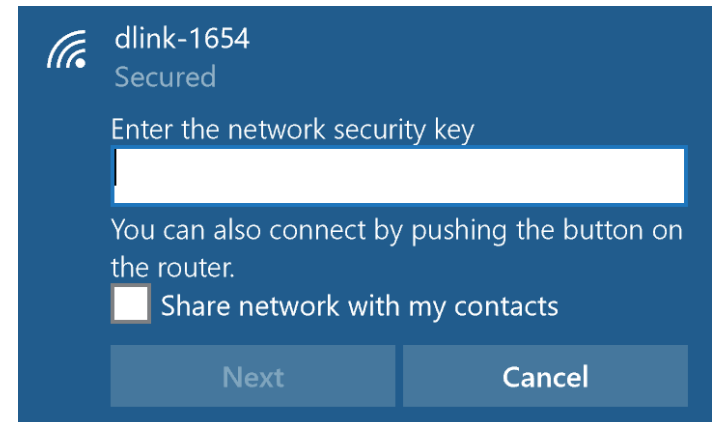 dlink-1654
Secured
Enter the network security key
You can also connect by pushing the button on
the router.
Share network with my contacts
Next
Cancel